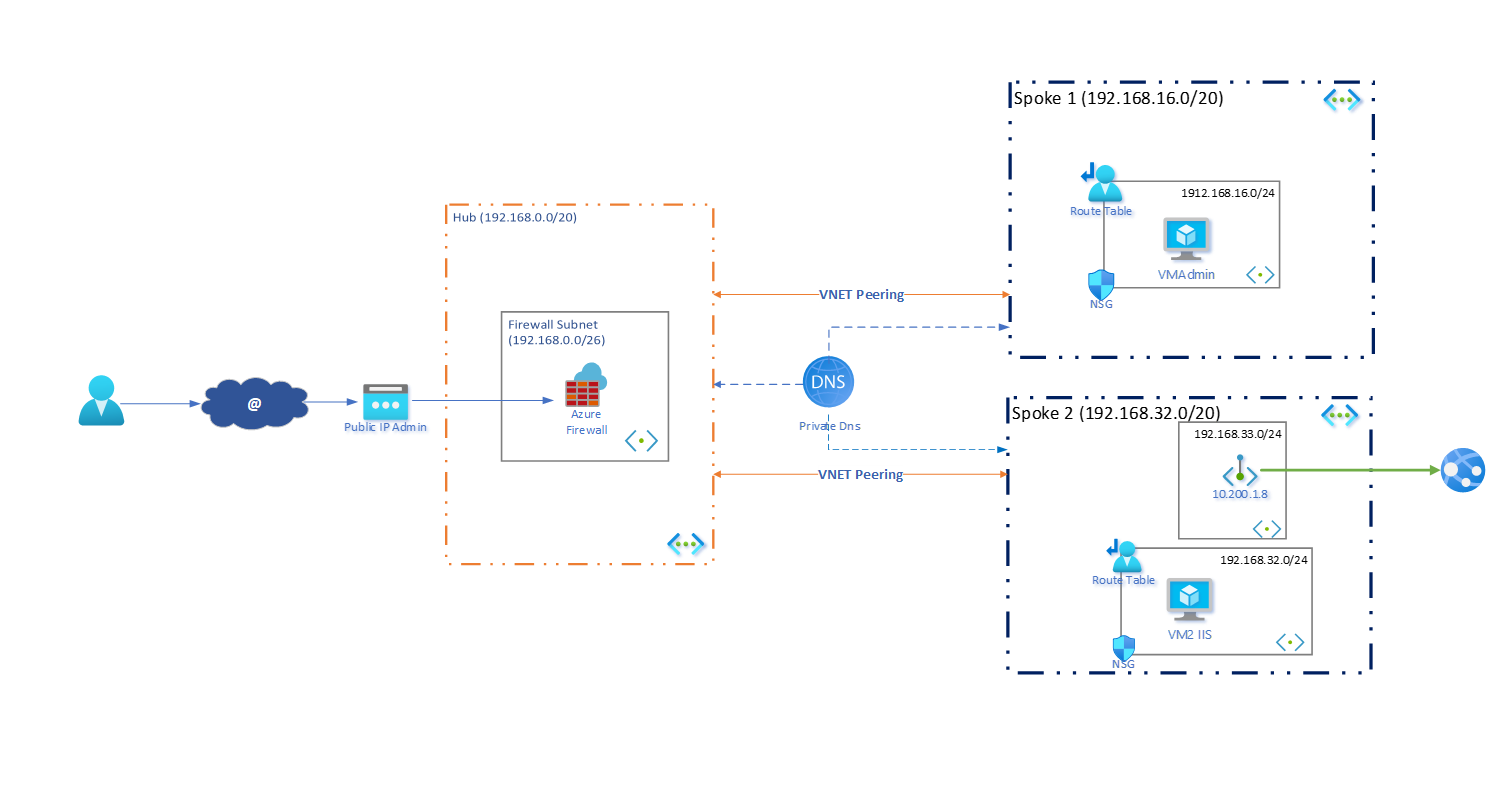 Spoke 1 (192.168.16.0/20)
1912.168.16.0/24
Route Table
VMAdmin
NSG
Hub (192.168.0.0/20)
VNET Peering
Firewall Subnet
(192.168.0.0/26)
Azure
Firewall
@
Public IP Admin
DNS
Private Dns
VNET Peering
Spoke 2 (192.168.32.0/20)
192.168.33.0/24
10.200.1.8
192.168.32.0/24
Route Table
VM2 IIS
NSG